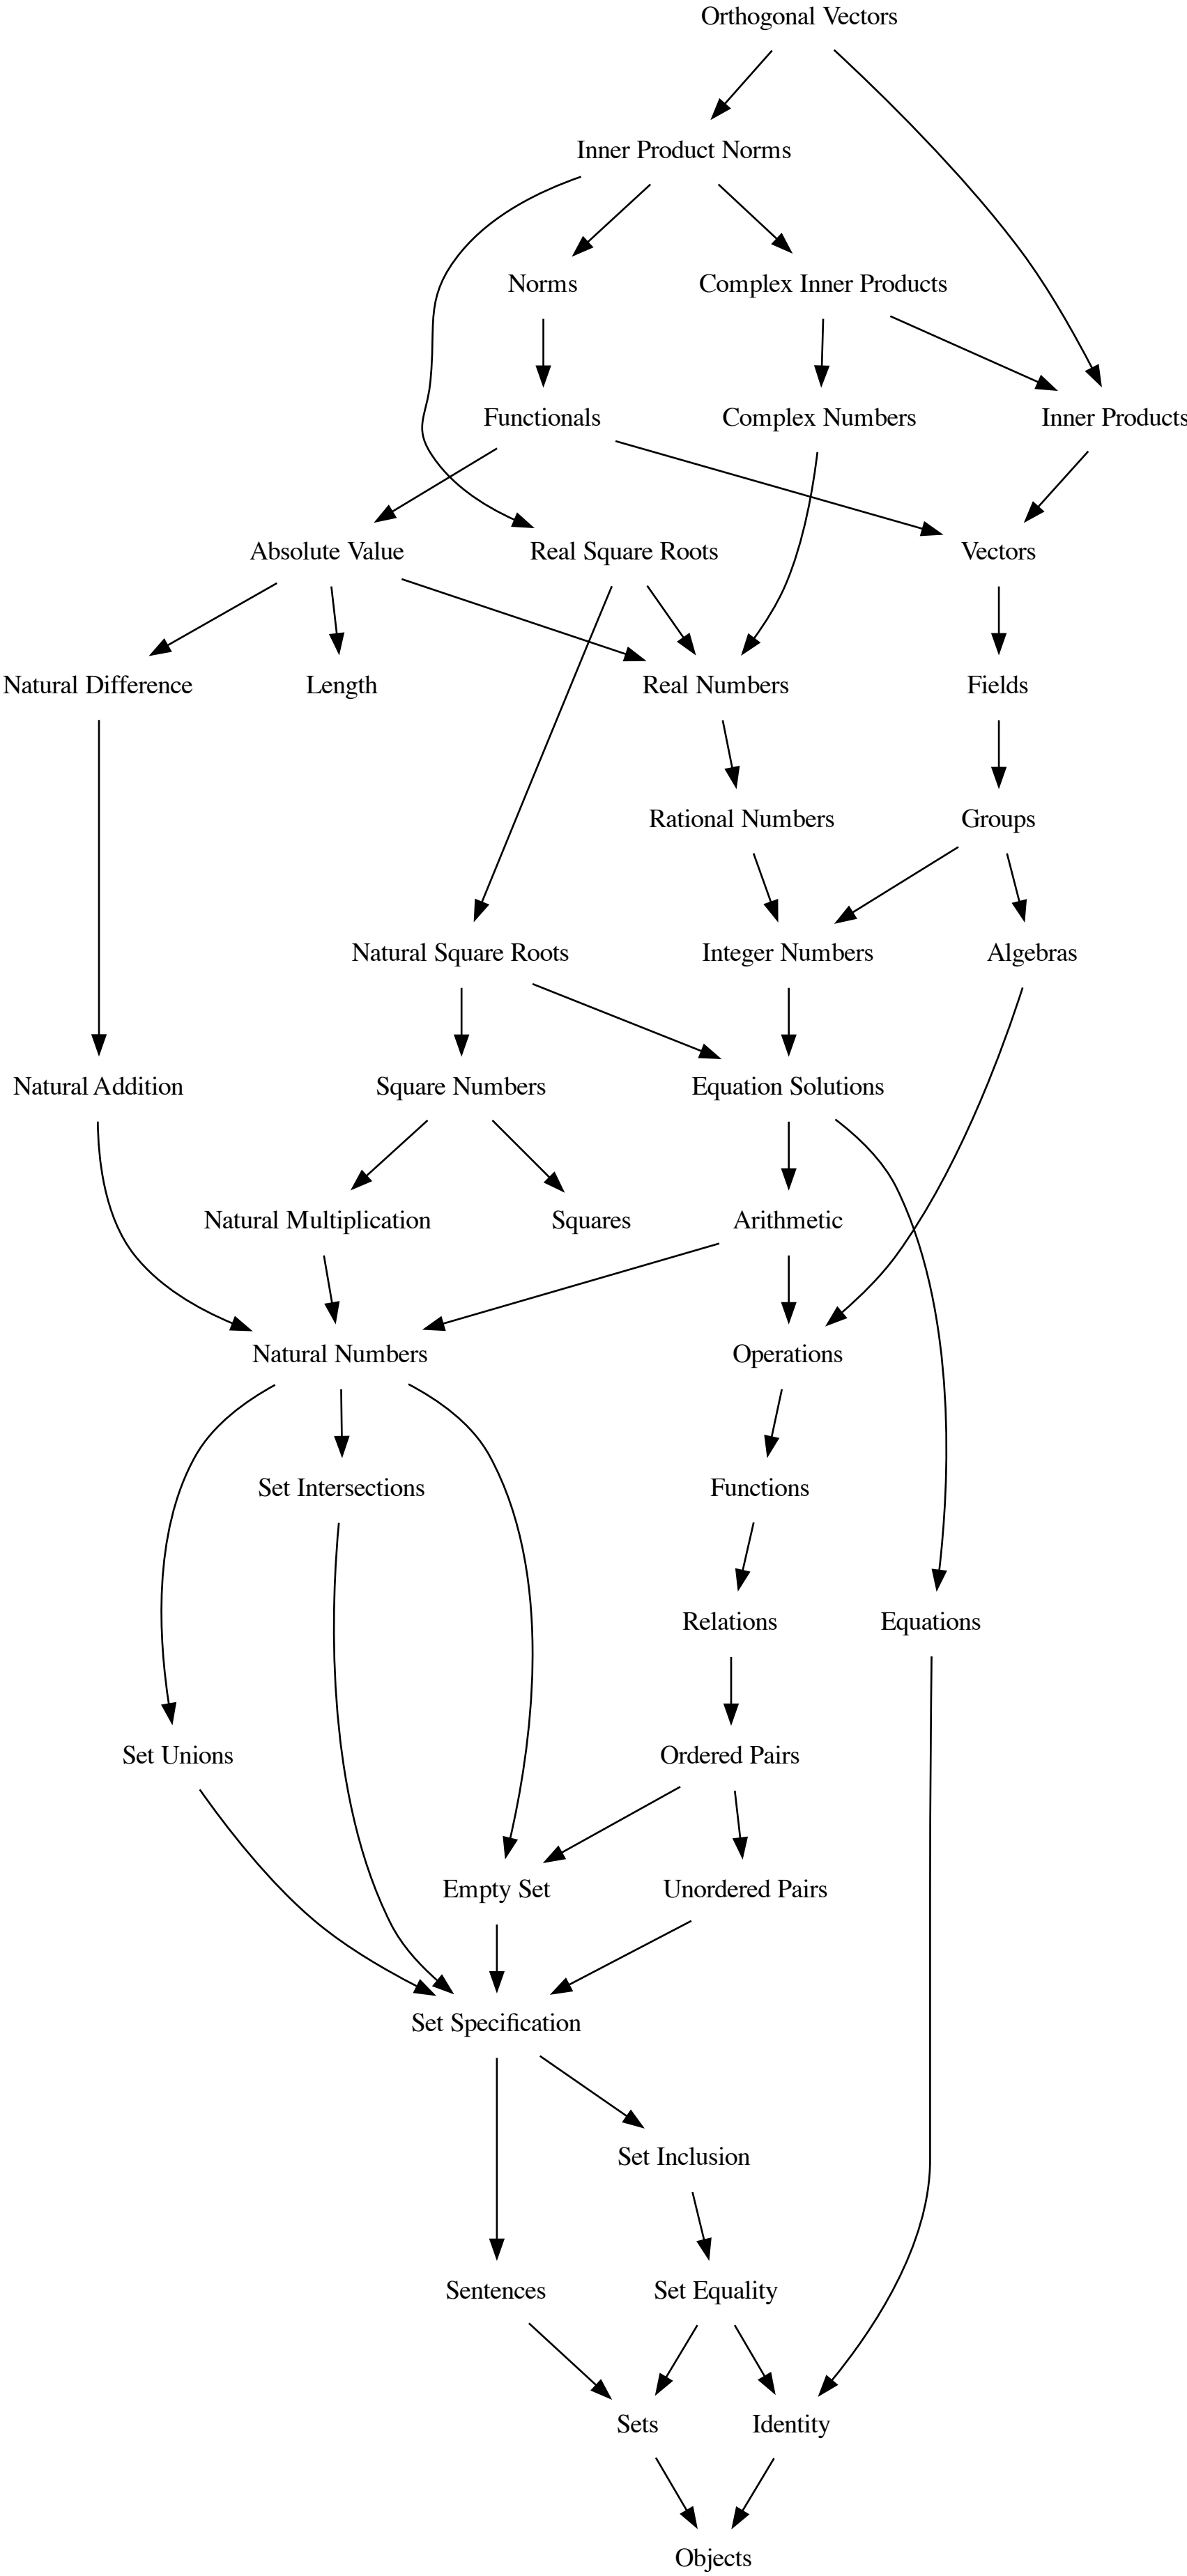 Orthogonal Vectors
Inner Product Norms
Norms
Complex Inner Products
Functionals
Complex Numbers
Inner Products
Absolute Value
Real Square Roots
Vectors
Natural Difference
Length
Real Numbers
Fields
Rational Numbers
Groups
Natural Square Roots
Integer Numbers
Algebras
Natural Addition
Square Numbers
Equation Solutions
Natural Multiplication
Squares
Arithmetic
Natural Numbers
Operations
Set Intersections
Functions
Relations
Equations
Set Unions
Ordered Pairs
Empty Set
Unordered Pairs
Set Specification
Set Inclusion
Sentences
Set Equality
Sets
Identity
Objects